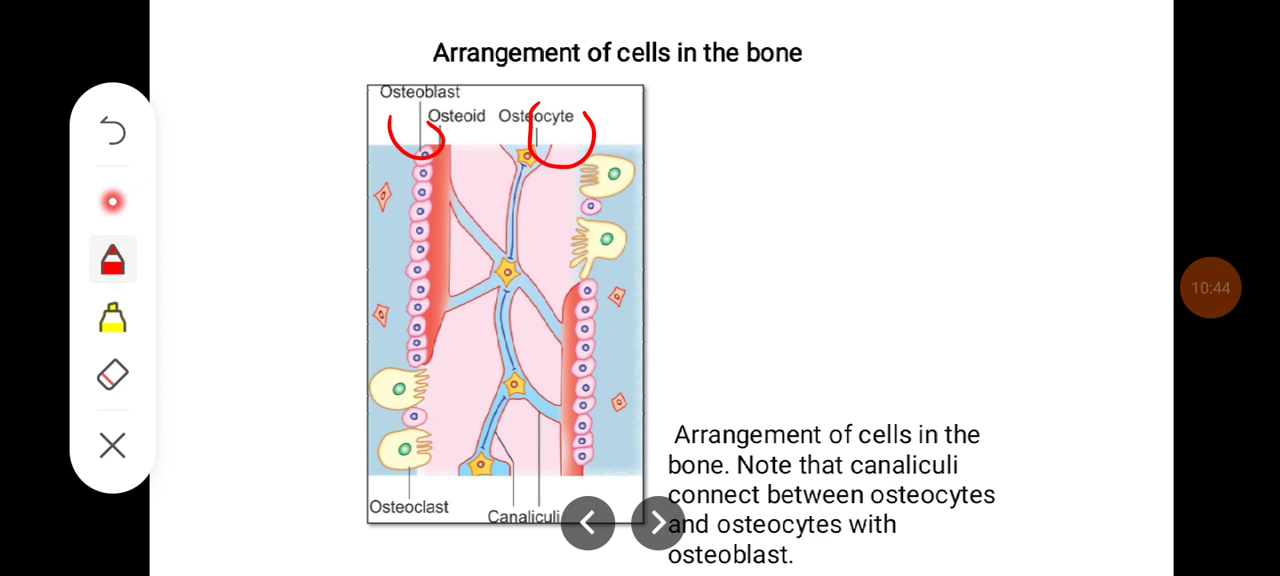 Arrangement of cells in the bone
Osteoblast
Osteoid Osteocyte
Osteoclast
Canaliculi
Arrangement of cells in the
bone. Note that canaliculi
connect between osteocytes
and osteocytes with
osteoblast.
10:44